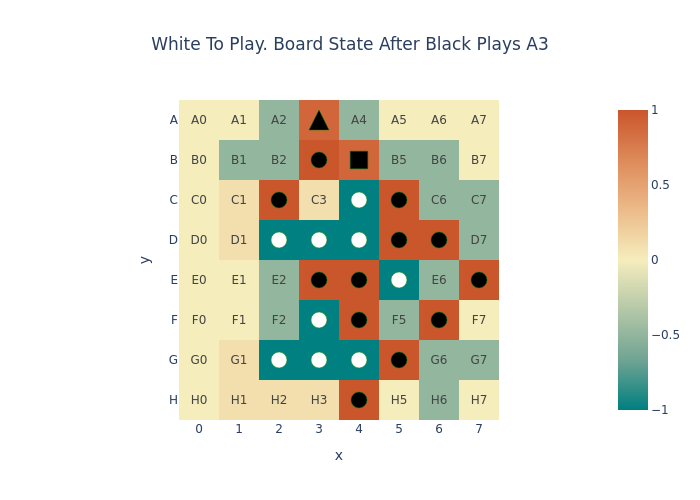 White To Play. Board State After Black Plays A3
A A0 A1 A2 A4 A5 A6 A7
B B0 B1 B2 B5 B6 B7
C C0 C1 C3 C6 C7
D D0 D1 D7
E E0 E1 E2 E6
F F0 F1 F2 F5 F7
G G0 G1 G6 G7
H H0 H1 H2 H3 H5 H6 H7
0 1 2 3 4 5 6 7
x
y
1
0.5
0
−0.5
−1